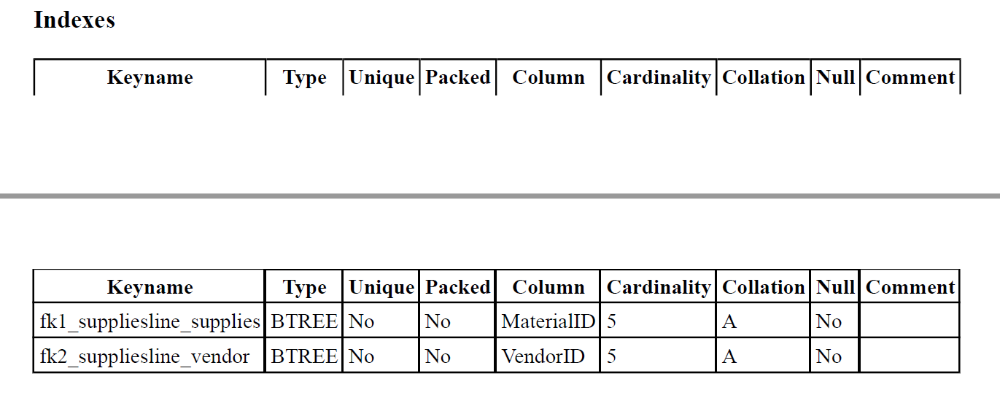 Indexes
Keyname Type Unique Packed Column Cardinality Collation Null Comment
Keyname Type Unique Packed Column Cardinality Collation Null Comment
fk1_suppliesline_supplies BTREE No No MaterialID 5 A No
fk2_suppliesline_vendor BTREE No No VendorID 5 A No